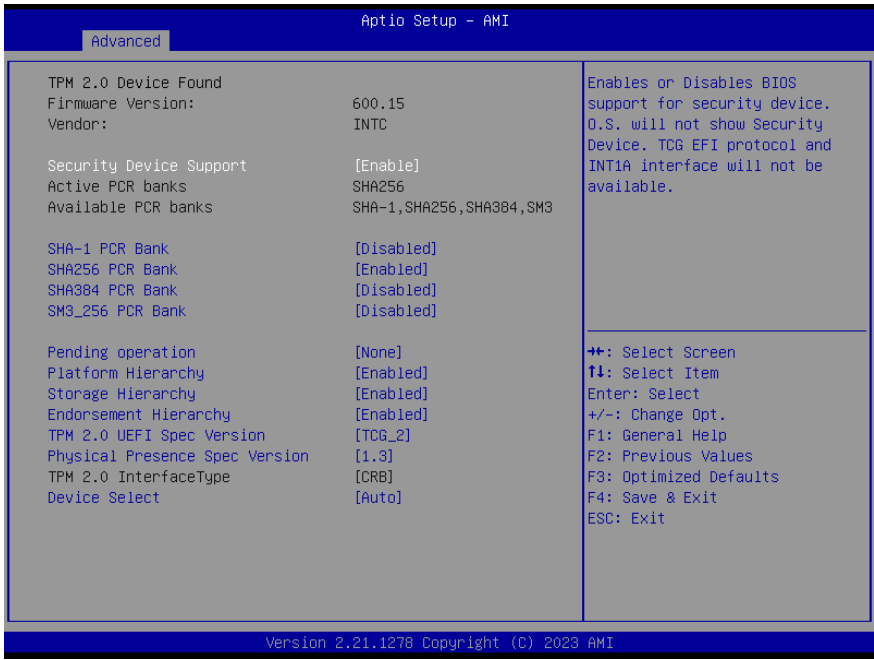 Aptio Setup - AMI
Advanced
TPM 2.0 Device Found
Firmware Version: 600.15
Vendor: INTC
Security Device Support [Enable]
Active PCR banks SHA256
Available PCR banks SHA-1,SHA256,SHA384,SM3
SHA-1 PCR Bank [Disabled]
SHA256 PCR Bank [Enabled]
SHA384 PCR Bank [Disabled]
SM3_256 PCR Bank [Disabled]
Pending operation [None]
Platform Hierarchy [Enabled]
Storage Hierarchy [Enabled]
Endorsement Hierarchy [Enabled]
TPM 2.0 UEFI Spec Version [TCG_2]
Physical Presence Spec Version [1.3]
TPM 2.0 InterfaceType [CRB]
Device Select [Auto]
Enables or Disables BIOS
support for security device.
O.S. will not show Security
Device. TCG EFI protocol and
INT1A interface will not be
available.
→←: Select Screen
↑↓: Select Item
Enter: Select
+/-: Change Opt.
F1: General Help
F2: Previous Values
F3: Optimized Defaults
F4: Save & Exit
ESC: Exit
Version 2.21.1278 Copyright (C) 2023 AMI